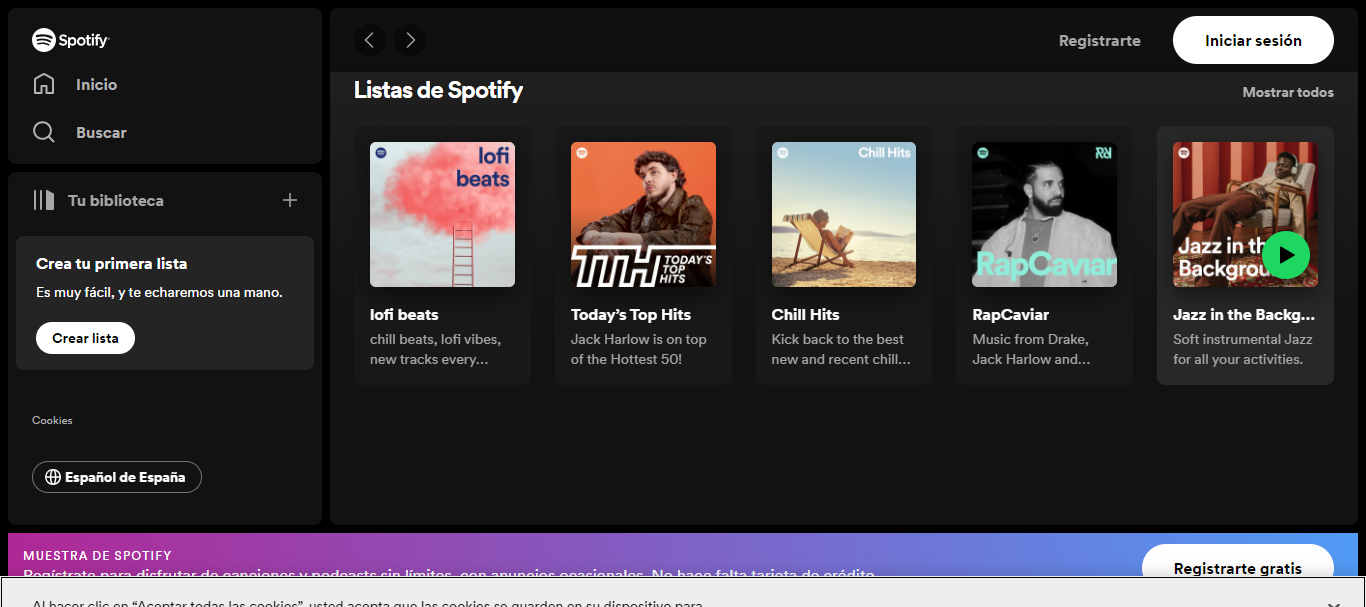 Spotify
Inicio
Buscar
Tu biblioteca
Crea tu primera lista
Es muy fácil, y te echaremos una mano.
Crear lista
Cookies
Español de España
Registrarte
Iniciar sesión
Listas de Spotify
Mostrar todos
lofi
beats
lofi beats
chill beats, lofi vibes,
new tracks every...
TTH TODAY'S
TOP
HITS
Today's Top Hits
Jack Harlow is on top
of the Hottest 50!
Chill Hits
Chill Hits
Kick back to the best
new and recent chill...
RapCaviar
RapCaviar
Music from Drake,
Jack Harlow and...
Jazz in th
Backgrou
Jazz in the Backg...
Soft instrumental Jazz
for all your activities.
MUESTRA DE SPOTIFY
Regístrate para disfrutar de canciones y podcasts sin límites, con anuncios ocasionales. No hace falta tarjeta de crédito.
Registrarte gratis
Al hacer clic en “Aceptar todas las cookies”, usted acepta que las cookies se guarden en su dispositivo para